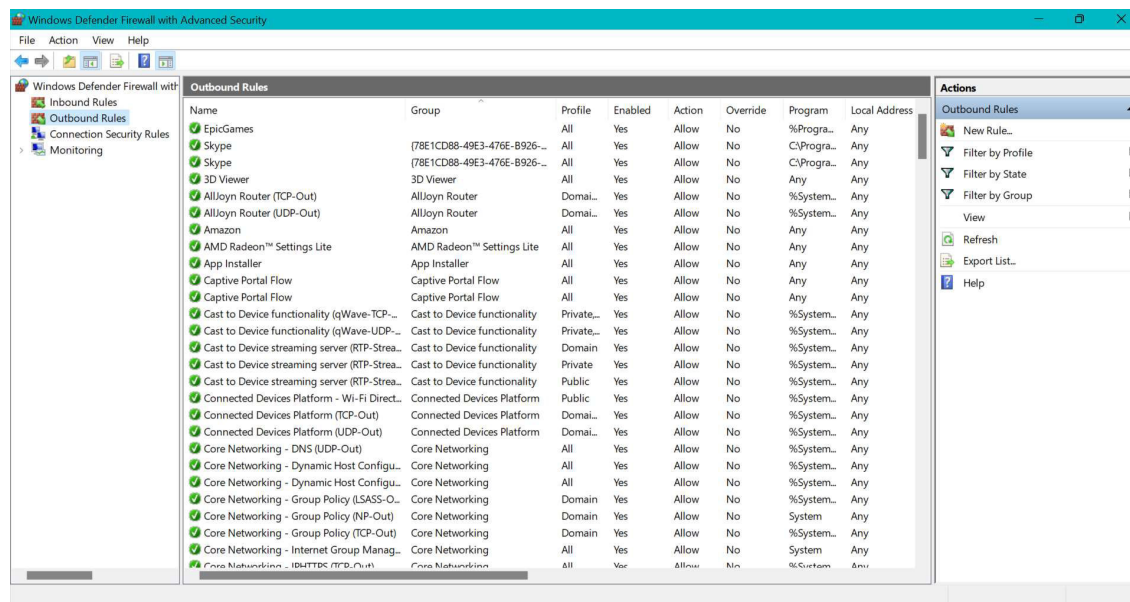 Windows Defender Firewall with Advanced Security
File Action View Help
Windows Defender Firewall with
Inbound Rules
Outbound Rules
Connection Security Rules
Monitoring
Outbound Rules
Name Group Profile Enabled Action Override Program Local Address
EpicGames All Yes Allow No %Progra... Any
Skype {78E1CD88-49E3-476E-B926-... All Yes Allow No C:\Progra... Any
Skype {78E1CD88-49E3-476E-B926-... All Yes Allow No C:\Progra... Any
3D Viewer 3D Viewer All Yes Allow No Any Any
AllJoyn Router (TCP-Out) AllJoyn Router Domai... Yes Allow No %System... Any
AllJoyn Router (UDP-Out) AllJoyn Router Domai... Yes Allow No %System... Any
Amazon Amazon All Yes Allow No Any Any
AMD Radeon™ Settings Lite AMD Radeon™ Settings Lite All Yes Allow No Any Any
App Installer App Installer All Yes Allow No Any Any
Captive Portal Flow Captive Portal Flow All Yes Allow No Any Any
Captive Portal Flow Captive Portal Flow All Yes Allow No Any Any
Cast to Device functionality (qWave-TCP-... Cast to Device functionality Private,... Yes Allow No %System... Any
Cast to Device functionality (qWave-UDP-... Cast to Device functionality Private,... Yes Allow No %System... Any
Cast to Device streaming server (RTP-Strea... Cast to Device functionality Domain Yes Allow No %System... Any
Cast to Device streaming server (RTP-Strea... Cast to Device functionality Private Yes Allow No %System... Any
Cast to Device streaming server (RTP-Strea... Cast to Device functionality Public Yes Allow No %System... Any
Connected Devices Platform - Wi-Fi Direct... Connected Devices Platform Public Yes Allow No %System... Any
Connected Devices Platform (TCP-Out) Connected Devices Platform Domai... Yes Allow No %System... Any
Connected Devices Platform (UDP-Out) Connected Devices Platform Domai... Yes Allow No %System... Any
Core Networking - DNS (UDP-Out) Core Networking All Yes Allow No %System... Any
Core Networking - Dynamic Host Configu... Core Networking All Yes Allow No %System... Any
Core Networking - Dynamic Host Configu... Core Networking All Yes Allow No %System... Any
Core Networking - Group Policy (LSASS-O... Core Networking Domain Yes Allow No %System... Any
Core Networking - Group Policy (NP-Out) Core Networking Domain Yes Allow No System Any
Core Networking - Group Policy (TCP-Out) Core Networking Domain Yes Allow No %System... Any
Core Networking - Internet Group Manag... Core Networking All Yes Allow No System Any
Core Networking - IPHTTPS (TCP-Out) Core Networking All Yes Allow No %System... Any
Actions
Outbound Rules
New Rule...
Filter by Profile
Filter by State
Filter by Group
View
Refresh
Export List...
Help